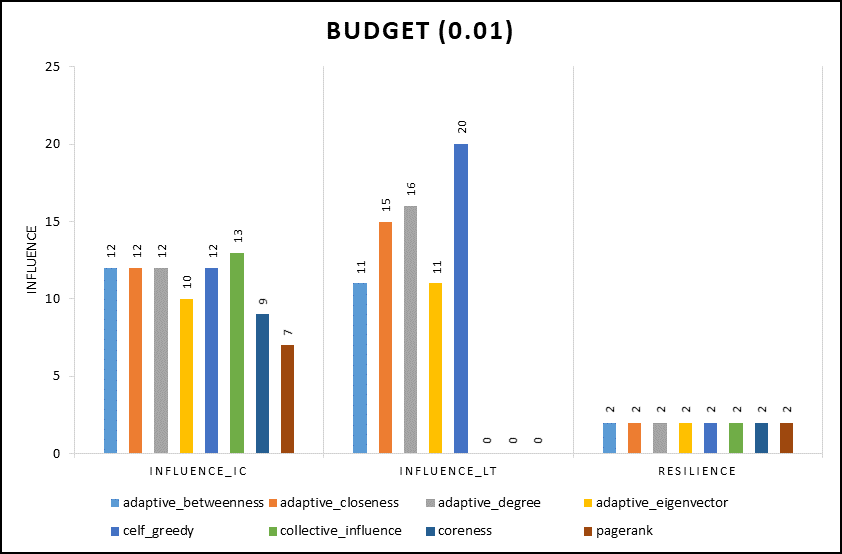 BUDGET (0.01)
INFLUENCE
25
20
15
10
5
0
12 12 12 10 12 13 9 7
11 15 16 11 20 0 0 0
2 2 2 2 2 2 2 2
INFLUENCE_IC INFLUENCE_LT RESILIENCE
adaptive_betweenness adaptive_closeness adaptive_degree adaptive_eigenvector
celf_greedy collective_influence coreness pagerank